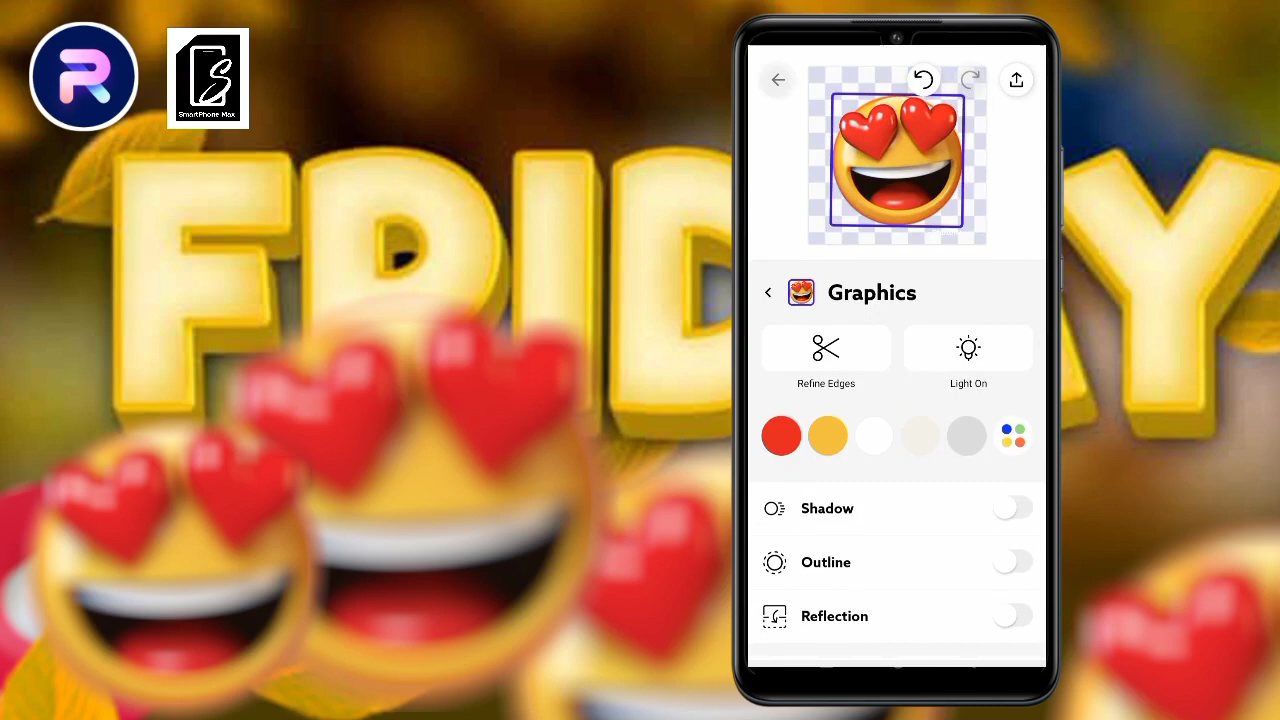 R
S
SmartPhone Max
FRIDAY
Graphics
Refine Edges
Light On
Shadow
Outline
Reflection